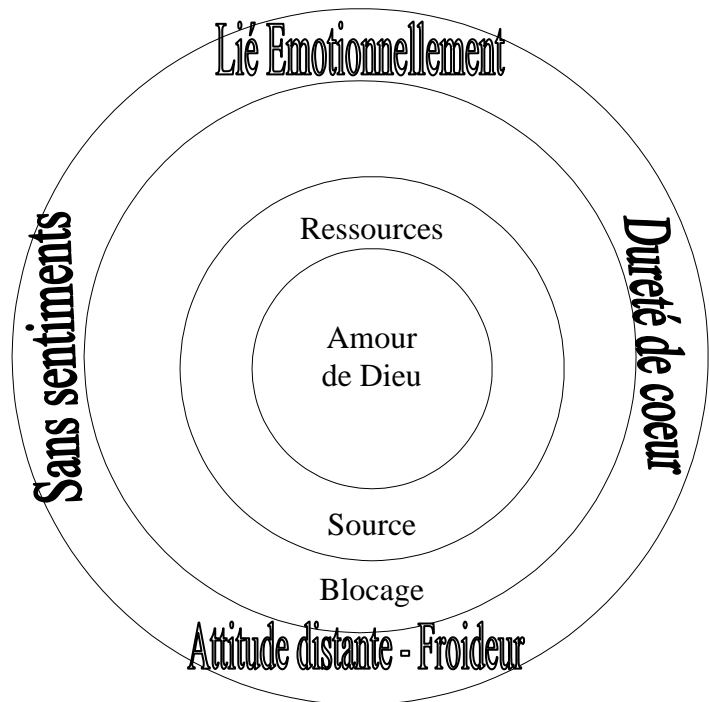 Lié Emotionnellement
Ressources
Sans sentiments
Dureté de coeur
Amour
de Dieu
Source
Blocage
Attitude distante - Froideur